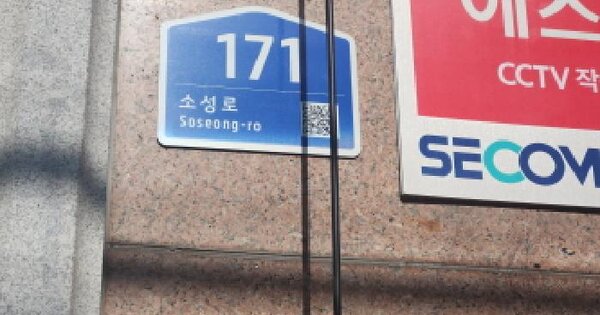 171
소성로
Soseong-ro
CCTV
SECOM